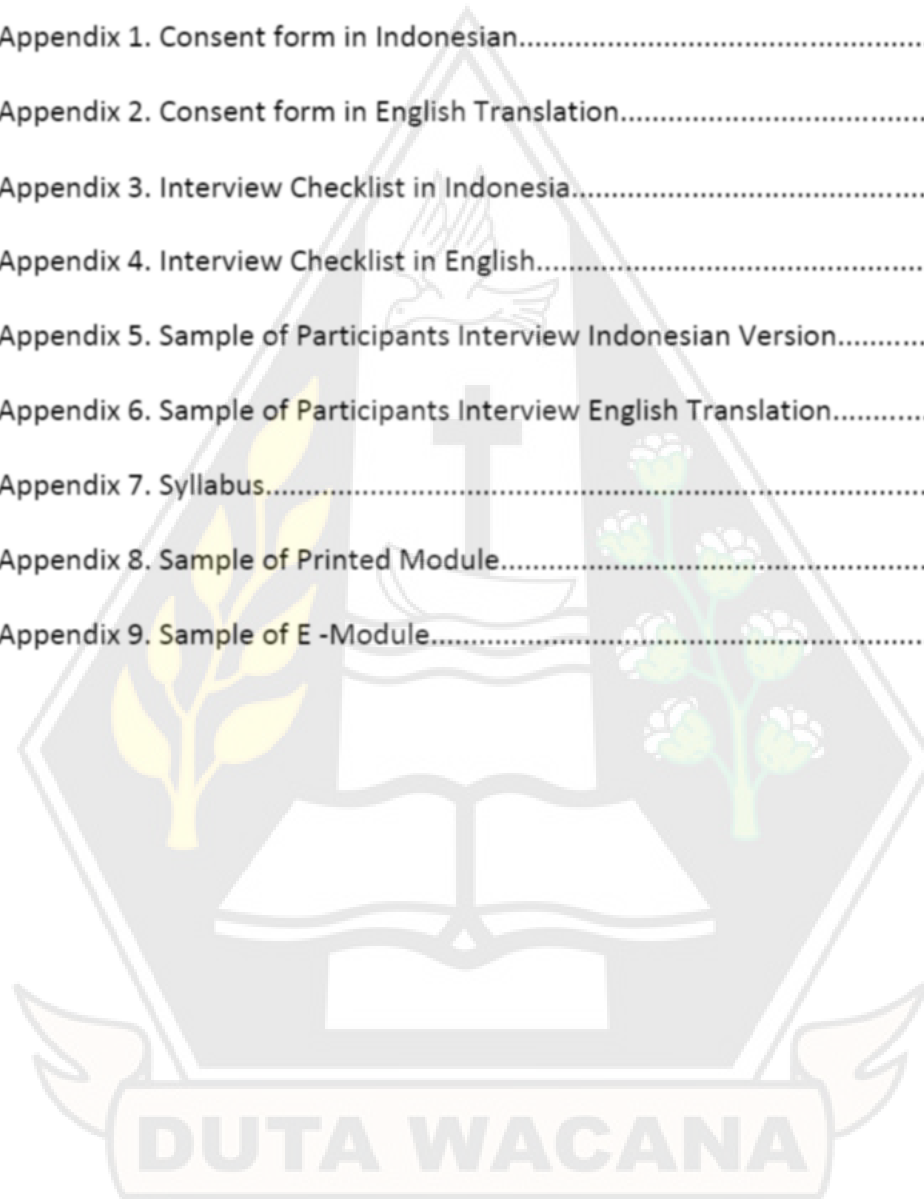 Appendix 1. Consent form in Indonesian..................................................
Appendix 2. Consent form in English Translation.....................................
Appendix 3. Interview Checklist in Indonesia...........................................
Appendix 4. Interview Checklist in English................................................
Appendix 5. Sample of Participants Interview Indonesian Version...........
Appendix 6. Sample of Participants Interview English Translation............
Appendix 7. Syllabus..................................................................................
Appendix 8. Sample of Printed Module.....................................................
Appendix 9. Sample of E -Module..............................................................
DUTA WACANA